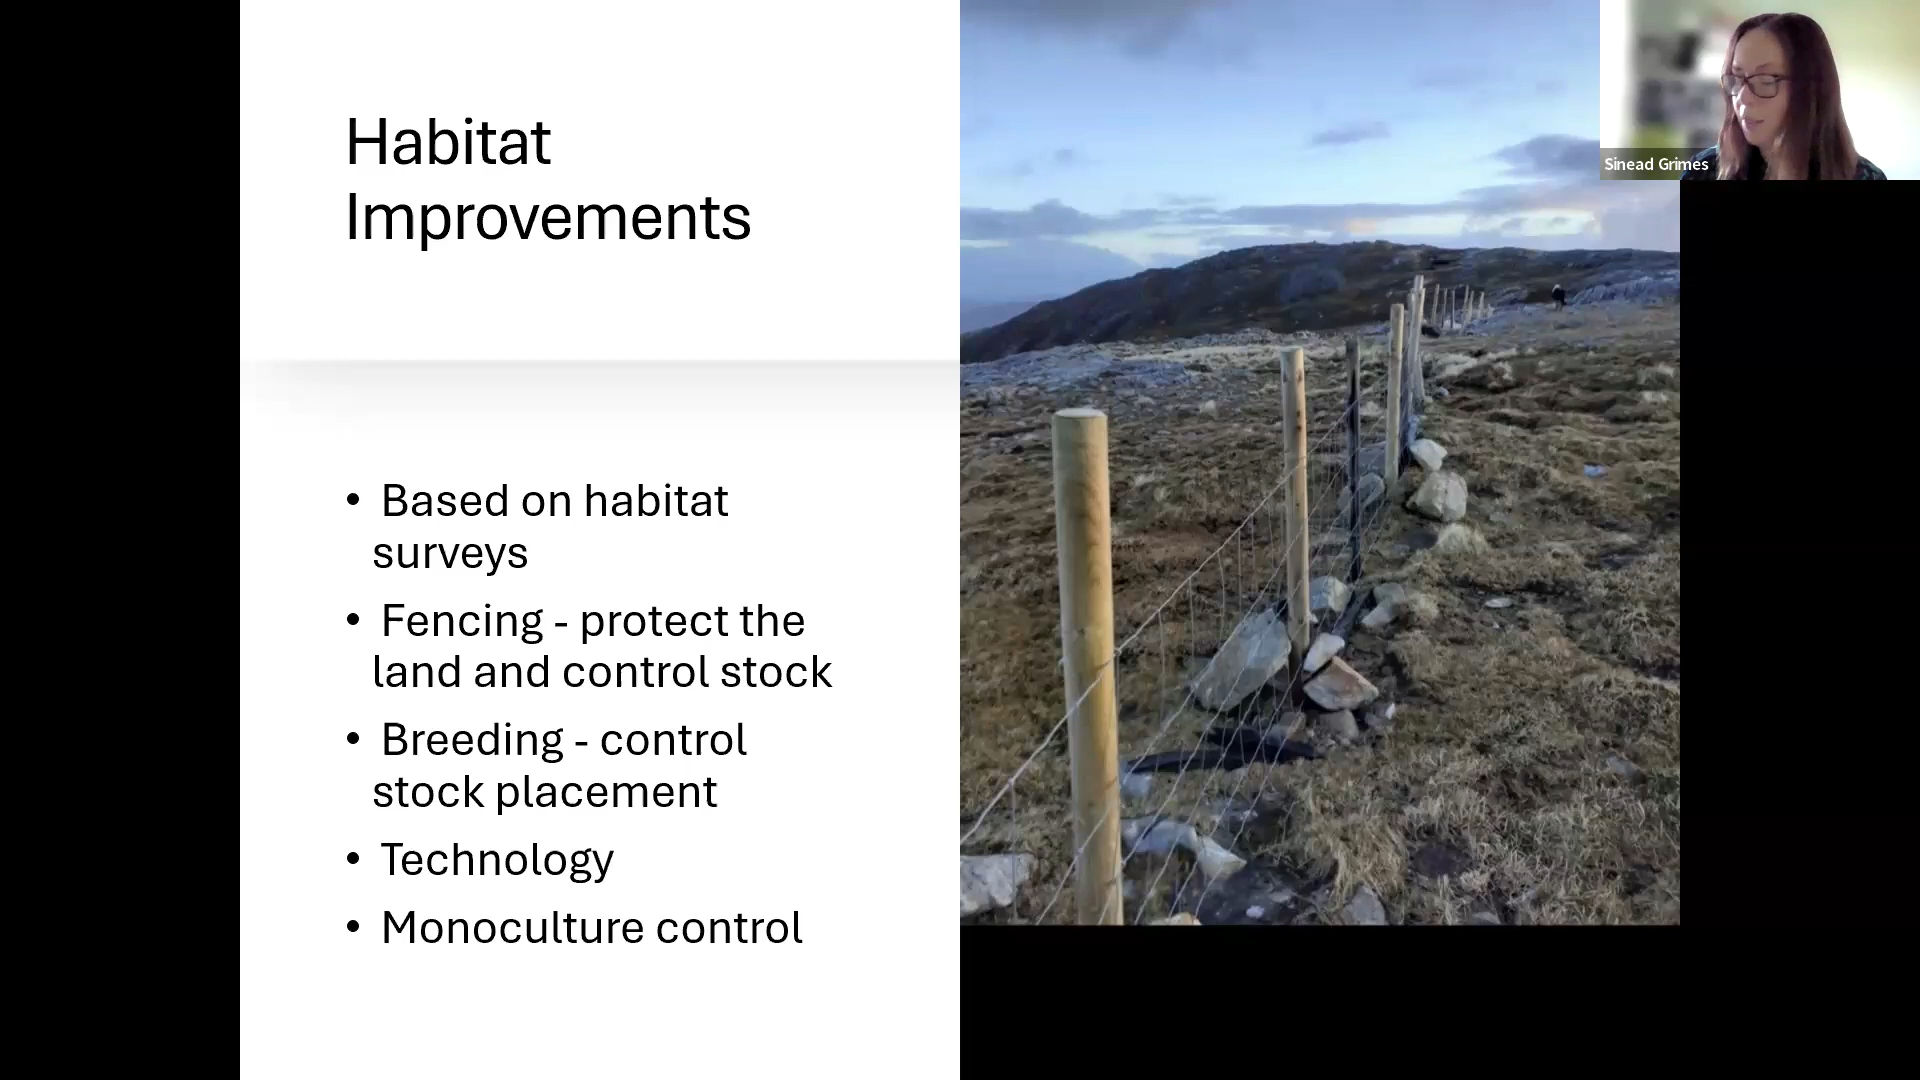 Habitat
Improvements
• Based on habitat
surveys
• Fencing - protect the
land and control stock
• Breeding - control
stock placement
• Technology
• Monoculture control
Sinead Grimes